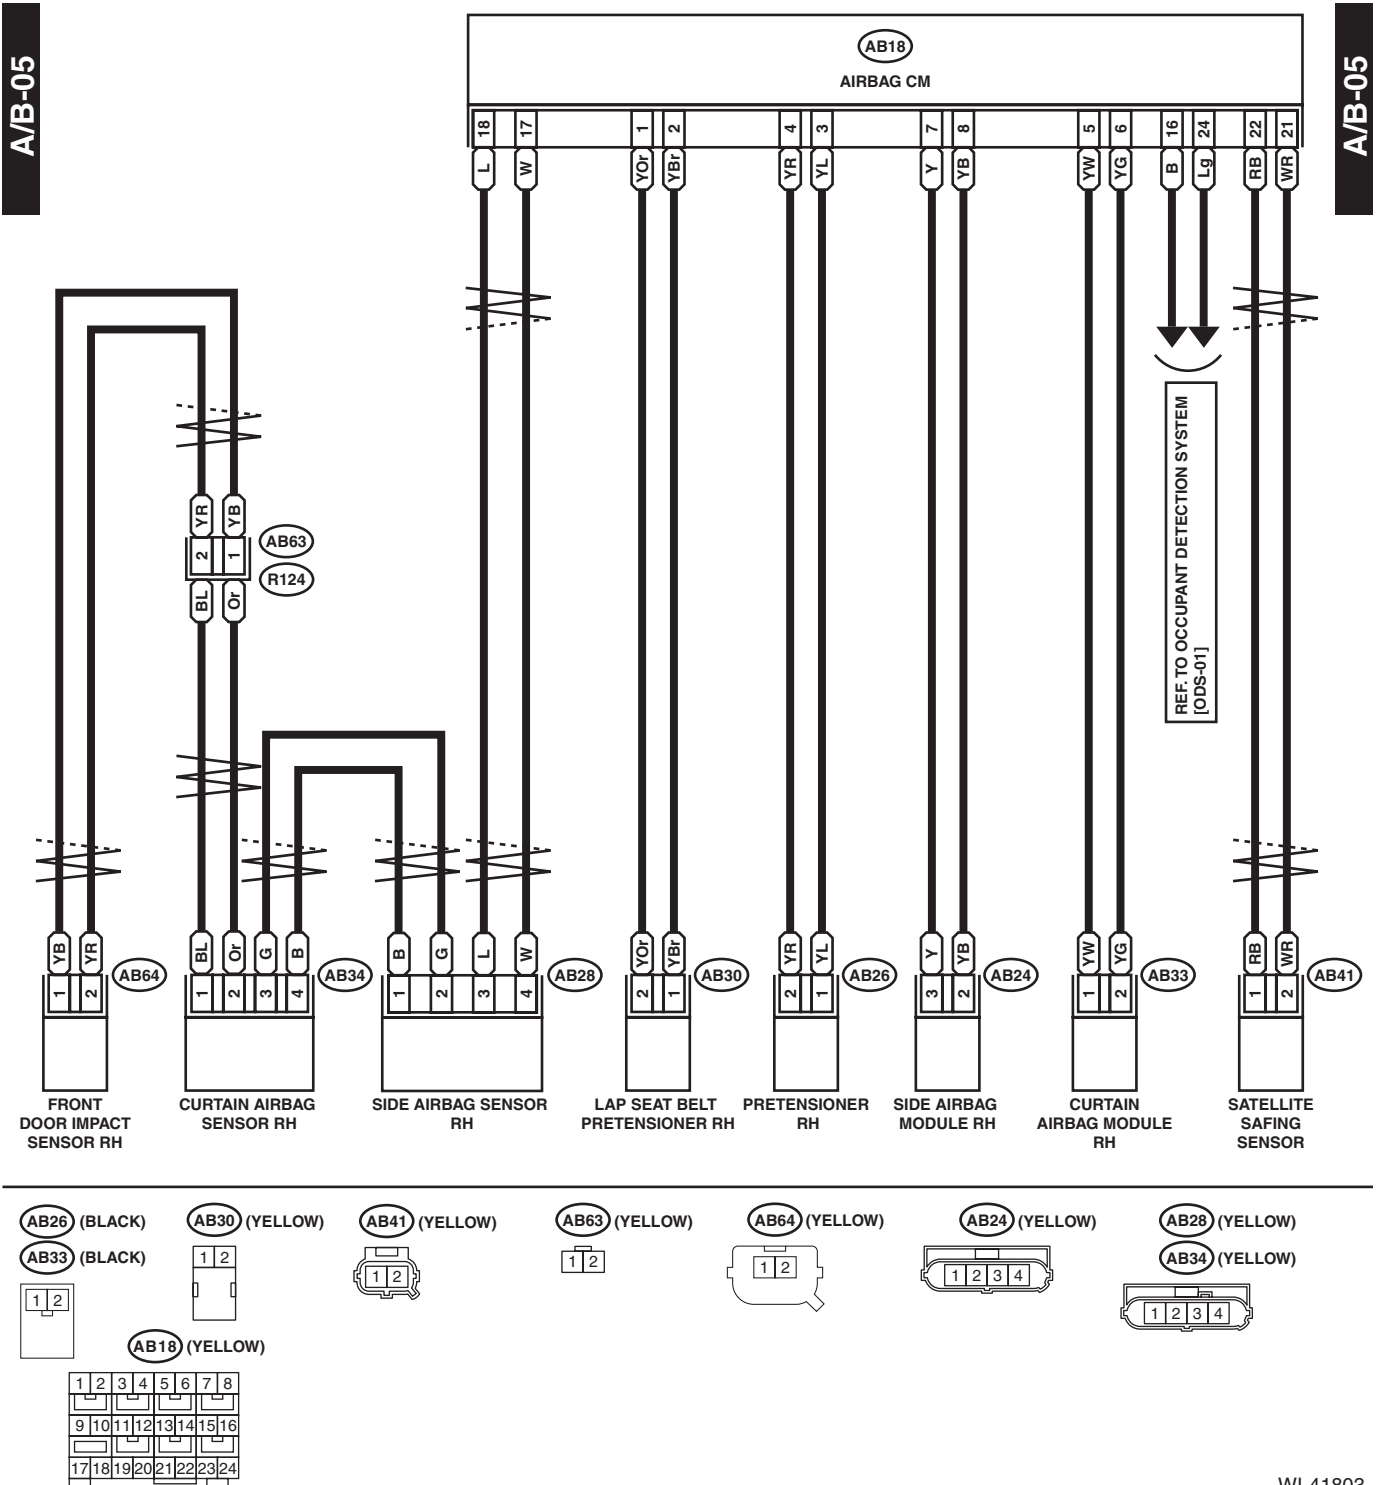 A/B-05
A/B-05
AB18
AIRBAG CM
18 17 1 2 4 3 7 8 5 6 16 24 22 21
L W YOr YBr YR YL Y YB YW YG B Lg RB WR
REF. TO OCCUPANT DETECTION SYSTEM
[ODS-01]
YR YB
2 1
AB63
R124
BL Or
YB YR BL Or G B B G L W YOr YBr YR YL Y YB YW YG RB WR
1 2 AB64 1 2 3 4 AB34 1 2 3 4 AB28 2 1 AB30 2 1 AB26 3 2 AB24 1 2 AB33 1 2 AB41
FRONT
DOOR IMPACT
SENSOR RH
CURTAIN AIRBAG
SENSOR RH
SIDE AIRBAG SENSOR
RH
LAP SEAT BELT
PRETENSIONER RH
PRETENSIONER
RH
SIDE AIRBAG
MODULE RH
CURTAIN
AIRBAG MODULE
RH
SATELLITE
SAFING
SENSOR
AB26 (BLACK)
AB33 (BLACK)
1 2
AB30 (YELLOW)
1 2
AB41 (YELLOW)
1 2
AB63 (YELLOW)
1 2
AB64 (YELLOW)
1 2
AB24 (YELLOW)
1 2 3 4
AB28 (YELLOW)
AB34 (YELLOW)
1 2 3 4
AB18 (YELLOW)
1 2 3 4 5 6 7 8
9 10 11 12 13 14 15 16
17 18 19 20 21 22 23 24
WI-41803